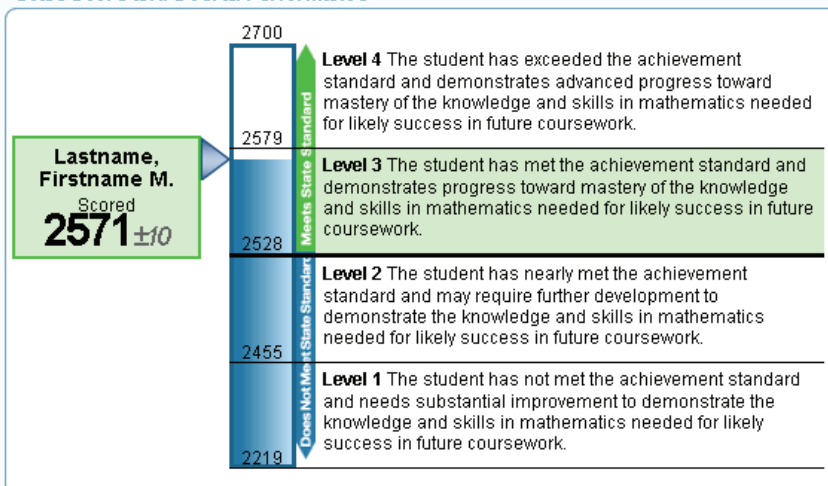 2700
Level 4 The student has exceeded the achievement
standard and demonstrates advanced progress toward
mastery of the knowledge and skills in mathematics needed
for likely success in future coursework.
2579
Lastname,
Firstname M.
Scored
2571 ±10
Level 3 The student has met the achievement standard and
demonstrates progress toward mastery of the knowledge
and skills in mathematics needed for likely success in future
coursework.
2528
Meets State Standard
Level 2 The student has nearly met the achievement
standard and may require further development to
demonstrate the knowledge and skills in mathematics
needed for likely success in future coursework.
2455
Does Not Meet State Standard
Level 1 The student has not met the achievement standard
and needs substantial improvement to demonstrate the
knowledge and skills in mathematics needed for likely
success in future coursework.
2219